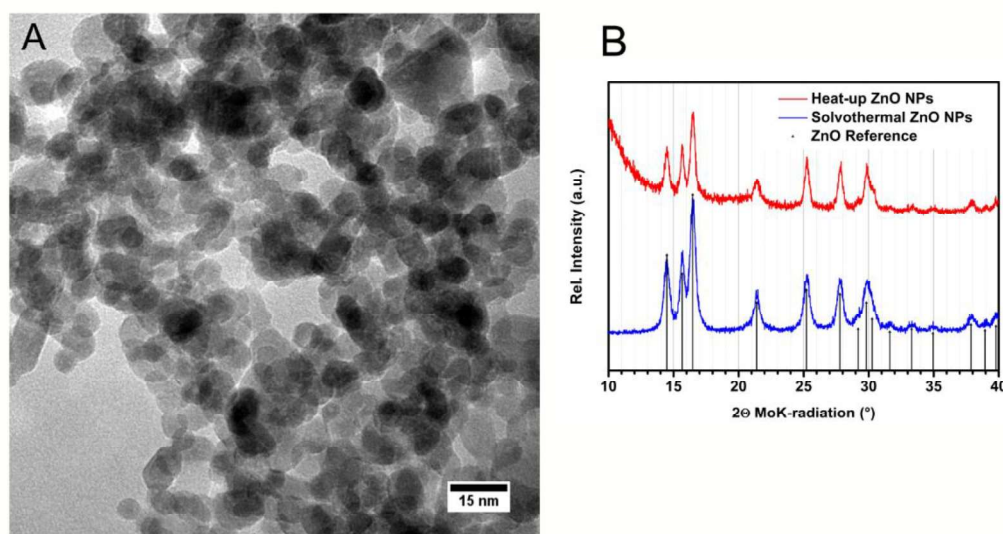 A
15 nm
B
Heat-up ZnO NPs
Solvothermal ZnO NPs
ZnO Reference
Rel. Intensity (a.u.)
10 15 20 25 30 35 40
2Θ MoK-radiation (°)